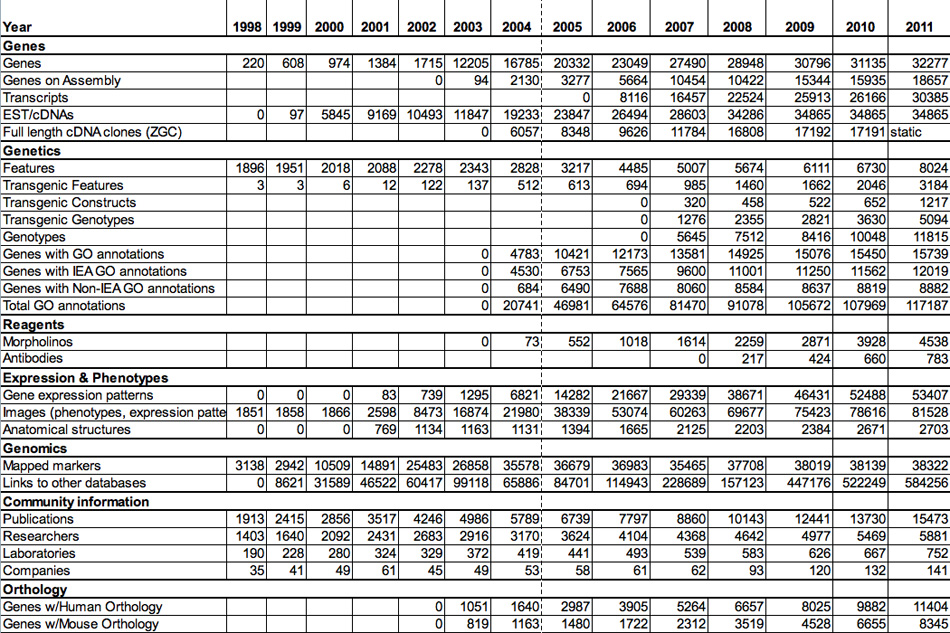 Year 1998 1999 2000 2001 2002 2003 2004 2005 2006 2007 2008 2009 2010 2011
Genes
Genes 220 608 974 1384 1715 12205 16785 20332 23049 27490 28948 30796 31135 32277
Genes on Assembly 0 94 2130 3277 5664 10454 10422 15344 15935 18657
Transcripts 0 8116 16457 22524 25913 26166 30385
EST/cDNAs 0 97 5845 9169 10493 11847 19233 23847 26494 28603 34286 34865 34865 34865
Full length cDNA clones (ZGC) 0 6057 8348 9626 11784 16808 17192 17191 static
Genetics
Features 1896 1951 2018 2088 2278 2343 2828 3217 4485 5007 5674 6111 6730 8024
Transgenic Features 3 3 6 12 122 137 512 613 694 985 1460 1662 2046 3184
Transgenic Constructs 0 320 458 522 652 1217
Transgenic Genotypes 0 1276 2355 2821 3630 5094
Genotypes 0 5645 7512 8416 10048 11815
Genes with GO annotations 0 4783 10421 12173 13581 14925 15076 15450 15739
Genes with IEA GO annotations 0 4530 6753 7565 9600 11001 11250 11562 12019
Genes with Non-IEA GO annotations 0 684 6490 7688 8060 8584 8637 8819 8882
Total GO annotations 0 20741 46981 64576 81470 91078 105672 107969 117187
Reagents
Morpholinos 0 73 552 1018 1614 2259 2871 3928 4538
Antibodies 0 217 424 660 783
Expression & Phenotypes
Gene expression patterns 0 0 0 83 739 1295 6821 14282 21667 29339 38671 46431 52488 53407
Images (phenotypes, expression patte 1851 1858 1866 2598 8473 16874 21980 38339 53074 60263 69677 75423 78616 81528
Anatomical structures 0 0 0 769 1134 1163 1131 1394 1665 2125 2203 2384 2671 2703
Genomics
Mapped markers 3138 2942 10509 14891 25483 26858 35578 36679 36983 35465 37708 38019 38139 38322
Links to other databases 0 8621 31589 46522 60417 99118 65886 84701 114943 228689 157123 447176 522249 584256
Community information
Publications 1913 2415 2856 3517 4246 4986 5789 6739 7797 8860 10143 12441 13730 15473
Researchers 1403 1640 2092 2431 2683 2916 3170 3624 4104 4368 4642 4977 5469 5881
Laboratories 190 228 280 324 329 372 419 441 493 539 583 626 667 752
Companies 35 41 49 61 45 49 53 58 61 62 93 120 132 141
Orthology
Genes w/Human Orthology 0 1051 1640 2987 3905 5264 6657 8025 9882 11404
Genes w/Mouse Orthology 0 819 1163 1480 1722 2312 3519 4528 6655 8345